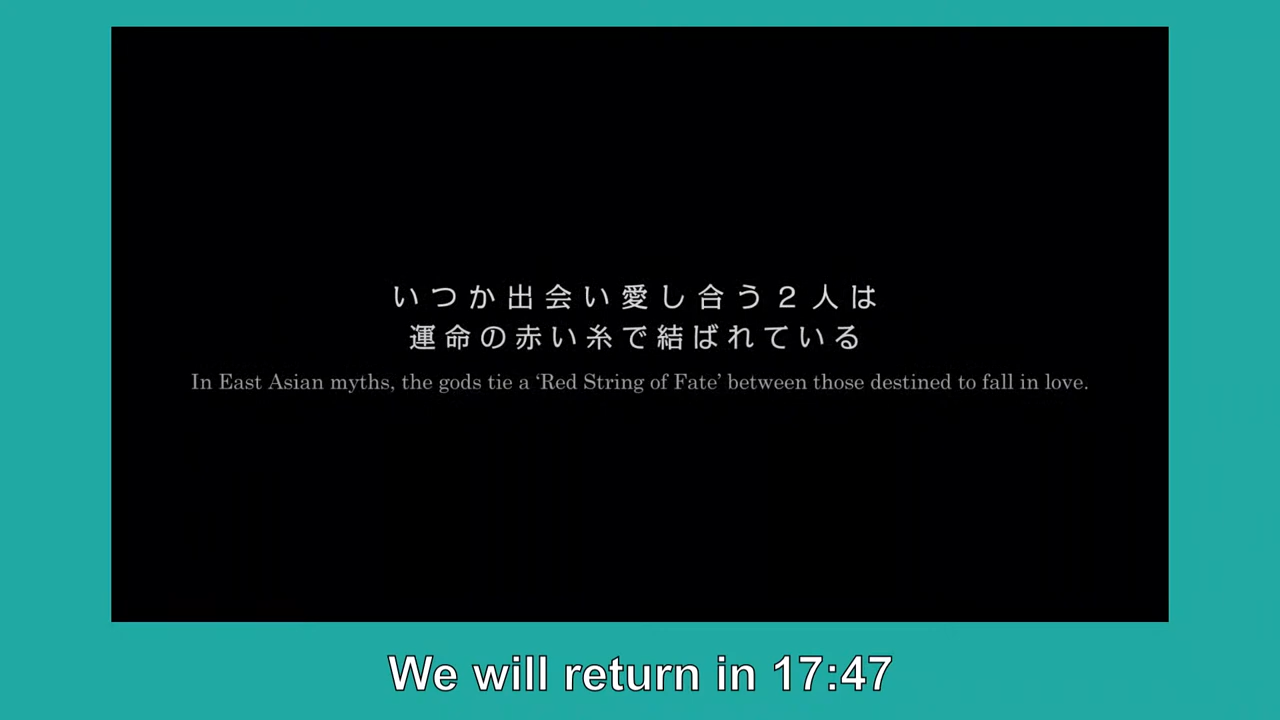 いつか出会い愛し合う２人は
運命の赤い糸で結ばれている
In East Asian myths, the gods tie a ‘Red String of Fate’ between those destined to fall in love.
We will return in 17:47